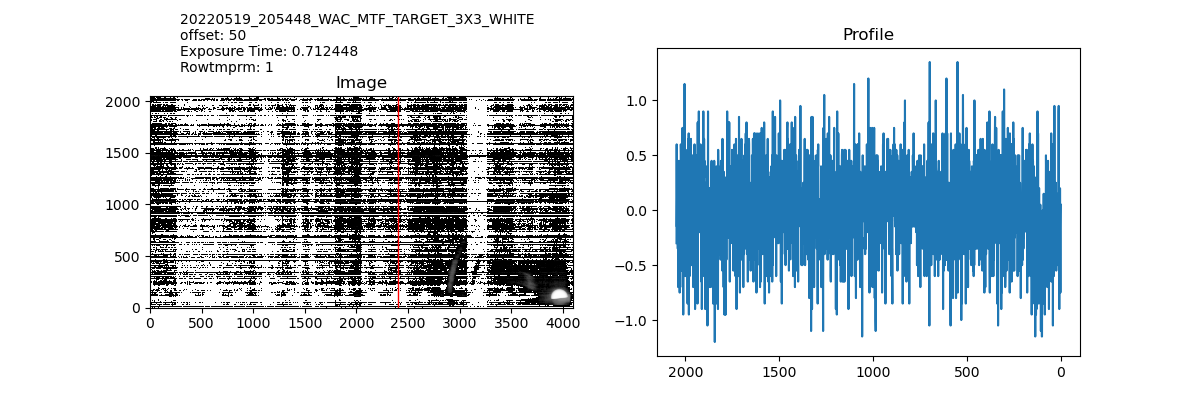 20220519_205448_WAC_MTF_TARGET_3X3_WHITE
offset: 50
Exposure Time: 0.712448
Rowtmprm: 1
Image
2000
1500
1000
500
0
0 500 1000 1500 2000 2500 3000 3500 4000
Profile
1.0
0.5
0.0
−0.5
−1.0
2000 1500 1000 500 0